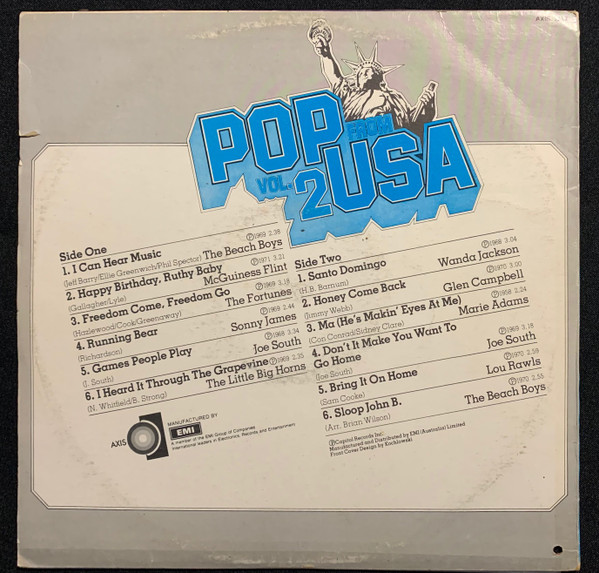 AXIS
POP
FROM
VOL. 2 USA
Side One
℗1969 2.38
1. I Can Hear Music The Beach Boys
(Jeff Barry/Ellie Greenwich/Phil Spector)
℗1971 3.21
2. Happy Birthday, Ruthy Baby McGuiness Flint
(Gallagher/Lyle)
℗1969 3.18
3. Freedom Come, Freedom Go The Fortunes
(Hazlewood/Cook/Greenaway)
℗1968 2.44
4. Running Bear Sonny James
(Richardson)
℗1968 3.34
5. Games People Play Joe South
(J. South)
℗1969 2.35
6. I Heard It Through The Grapevine The Little Big Horns
(N. Whitfield/B. Strong)
Side Two
℗1968 3.04
1. Santo Domingo Wanda Jackson
(H.B. Barnum)
℗1970 3.00
2. Honey Come Back Glen Campbell
(Jimmy Webb)
℗1968 2.24
3. Ma (He's Makin' Eyes At Me) Marie Adams
(Con Conrad/Sidney Clare)
℗1969 3.18
4. Don't It Make You Want To
Go Home Joe South
(Joe South)
℗1970 2.59
5. Bring It On Home Lou Rawls
(Sam Cooke)
℗1970 2.55
6. Sloop John B. The Beach Boys
(Arr. Brian Wilson)
AXIS
MANUFACTURED BY
EMI
A member of the EMI Group of Companies.
International leaders in Electronics, Records, and Entertainment.
℗Capitol Records Inc.
Manufactured and Distributed by EMI (Australia) Limited
Front Cover Design by Kochlowski